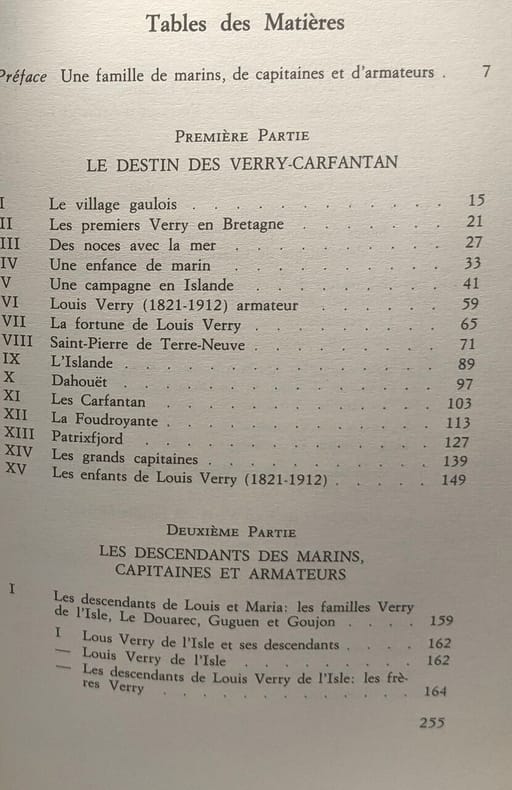 Tables des Matières
Préface Une famille de marins, de capitaines et d'armateurs . 7
PREMIÈRE PARTIE
LE DESTIN DES VERRY-CARFANTAN
I Le village gaulois . . . . . . . . . . . 15
II Les premiers Verry en Bretagne . . . . . . . 21
III Des noces avec la mer . . . . . . . . . 27
IV Une enfance de marin . . . . . . . . . 33
V Une campagne en Islande . . . . . . . . 41
VI Louis Verry (1821-1912) armateur . . . . . . 59
VII La fortune de Louis Verry . . . . . . . . 65
VIII Saint-Pierre de Terre-Neuve . . . . . . . . 71
IX L'Islande . . . . . . . . . . . . . 89
X Dahouët . . . . . . . . . . . . . 97
XI Les Carfantan . . . . . . . . . . . . 103
XII La Foudroyante . . . . . . . . . . . 113
XIII Patrixfjord . . . . . . . . . . . . 127
XIV Les grands capitaines . . . . . . . . . . 139
XV Les enfants de Louis Verry (1821-1912) . . . . . 149
DEUXIÈME PARTIE
LES DESCENDANTS DES MARINS,
CAPITAINES ET ARMATEURS
I Les descendants de Louis et Maria: les familles Verry
de l'Isle, Le Douarec, Guguen et Goujon . . . . 159
I Lous Verry de l'Isle et ses descendants . . . . 162
— Louis Verry de l'Isle . . . . . . . . . 162
— Les descendants de Louis Verry de l'Isle: les frè-
res Verry . . . . . . . . . . . . . 164
255